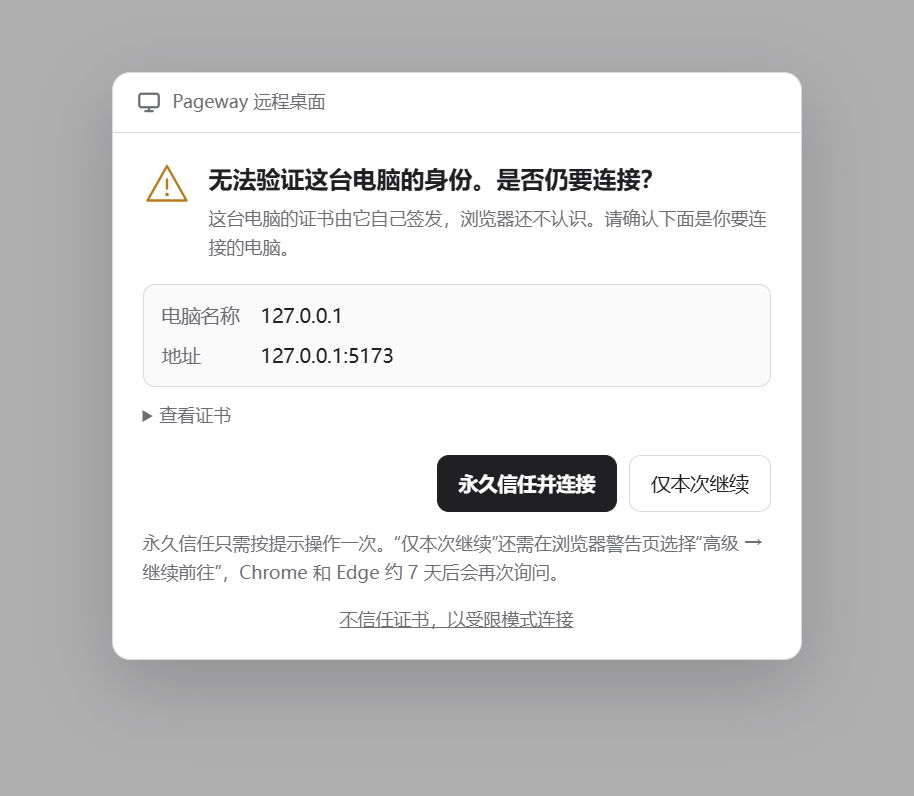 Pageway 远程桌面
无法验证这台电脑的身份。是否仍要连接?
这台电脑的证书由它自己签发，浏览器还不认识。请确认下面是你要连
接的电脑。
电脑名称 127.0.0.1
地址 127.0.0.1:5173
▶ 查看证书
永久信任并连接 仅本次继续
永久信任只需按提示操作一次。“仅本次继续”还需在浏览器警告页选择“高级 →
继续前往”，Chrome 和 Edge 约 7 天后会再次询问。
不信任证书，以受限模式连接